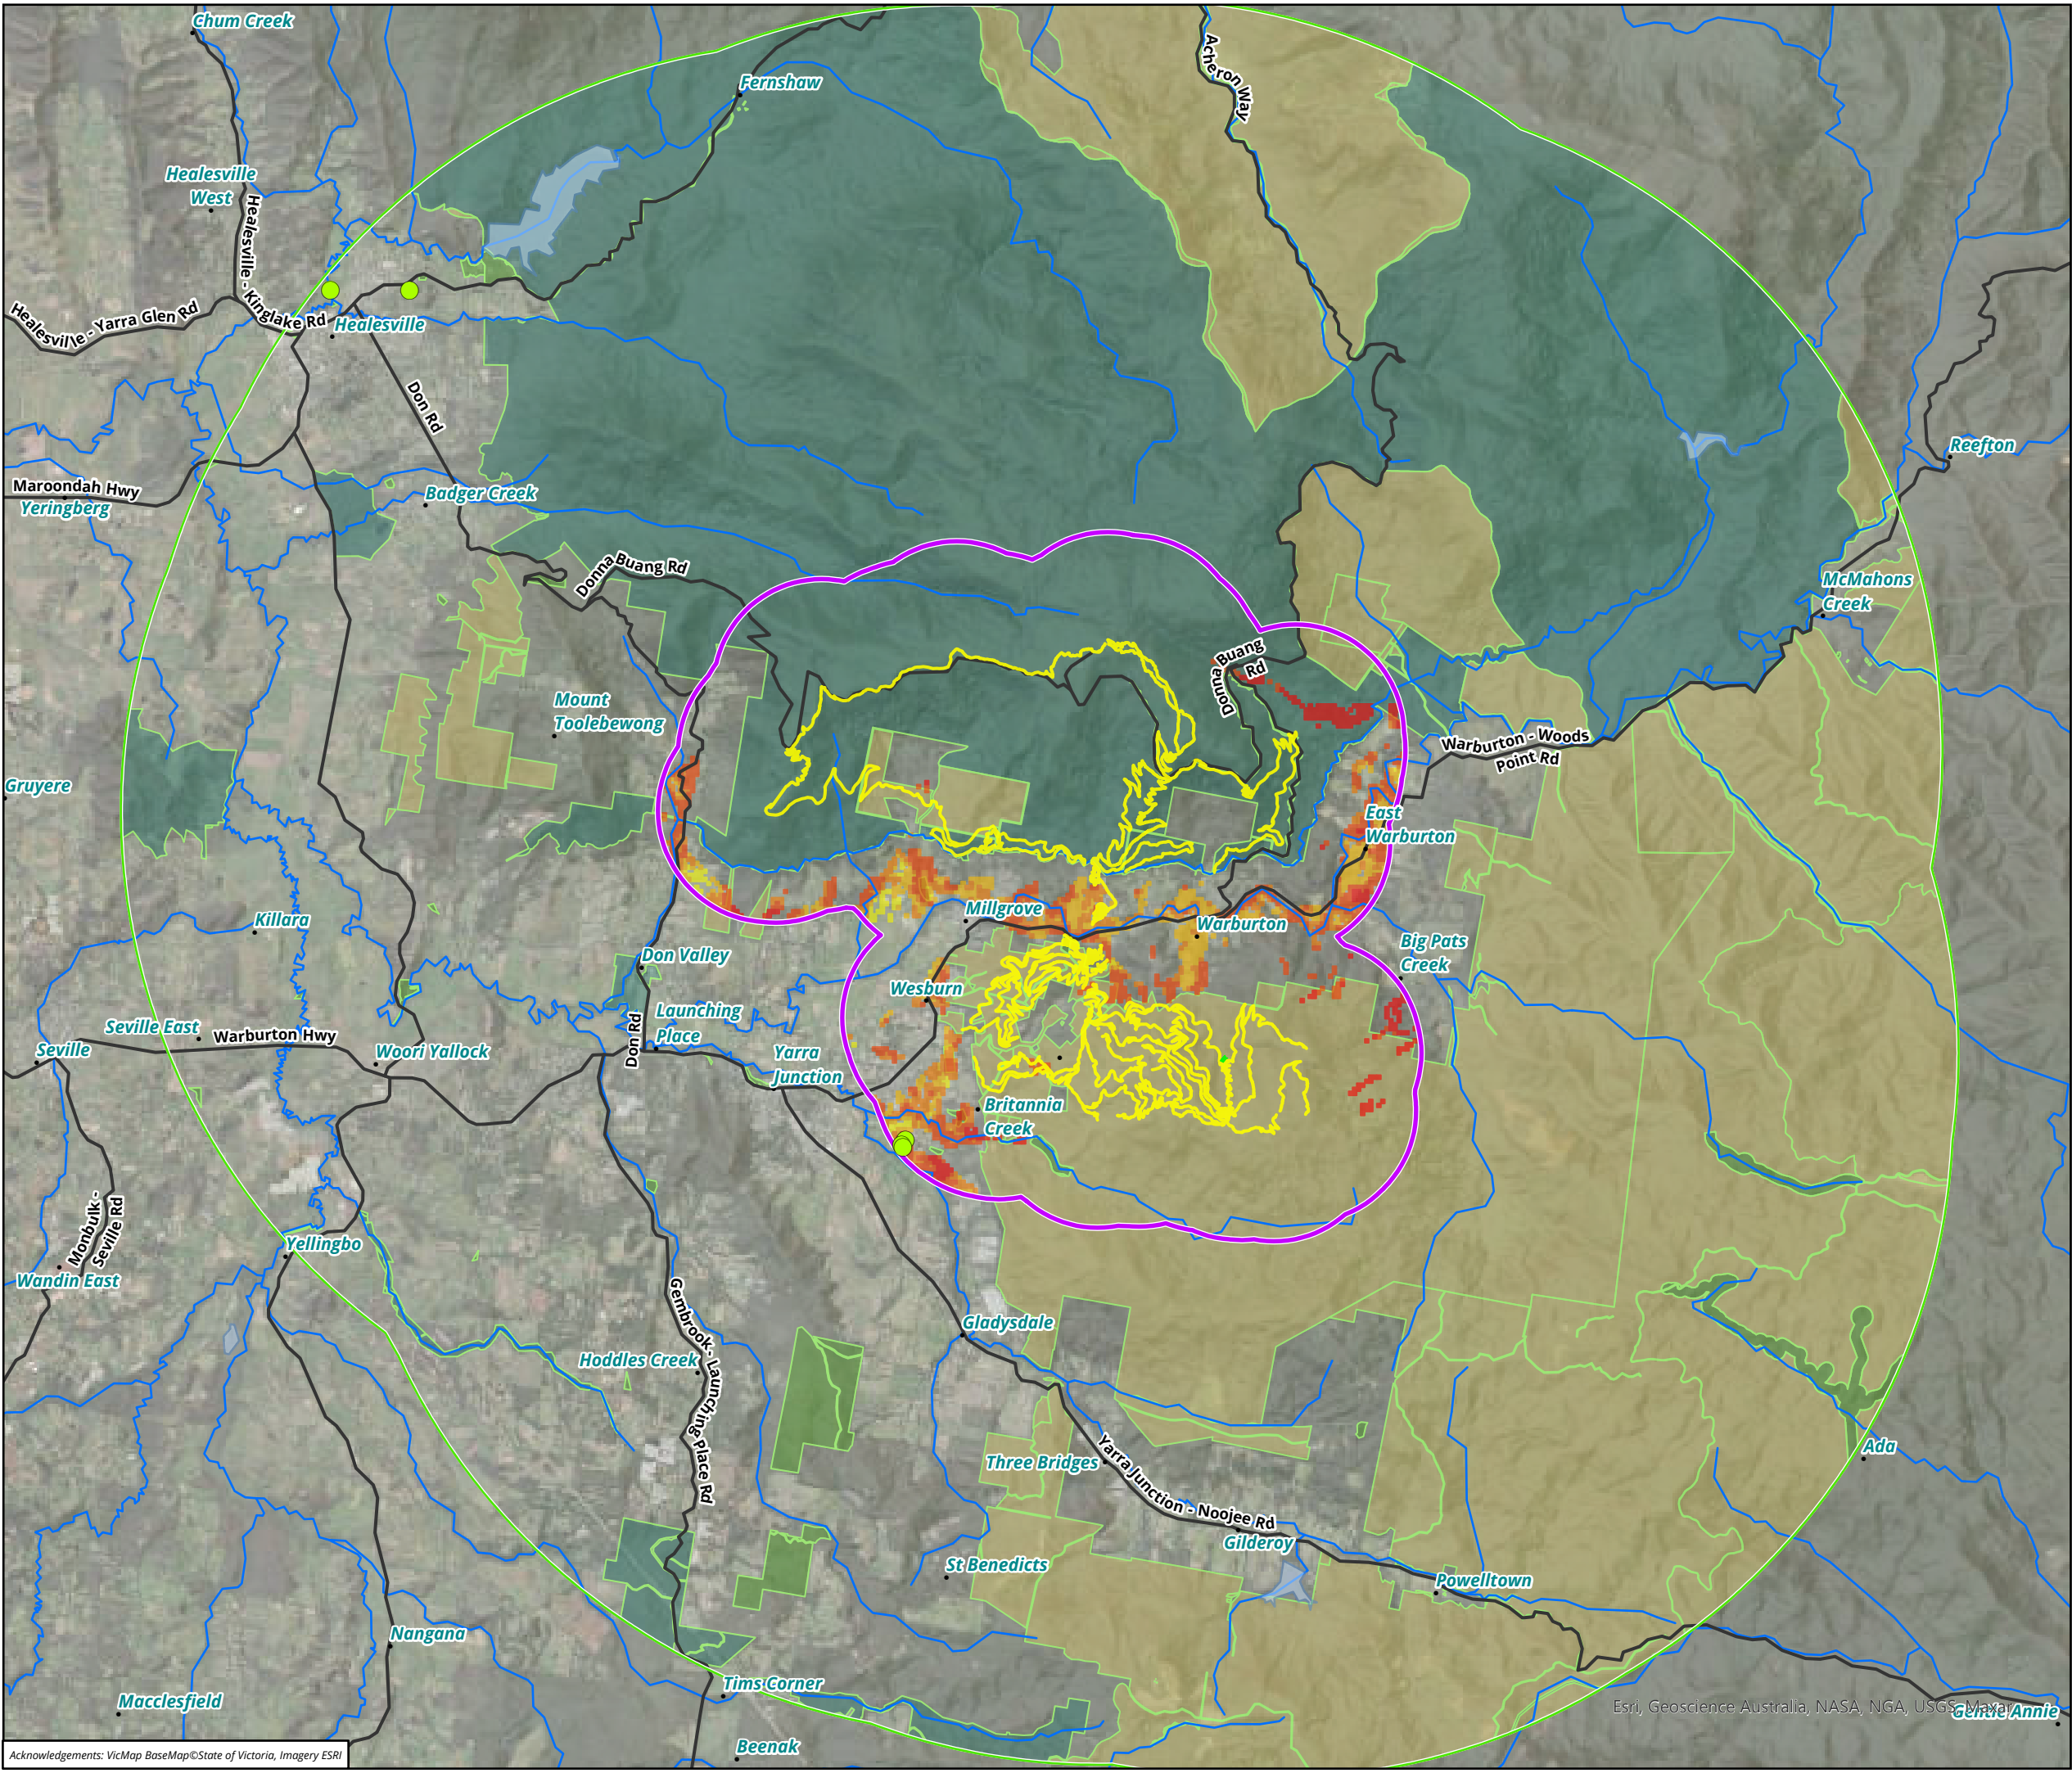 Chum Creek
Fernshaw
Acheron Way
Healesville
West
Healesville - Kinglake Rd
Healesville - Yarra Glen Rd
Healesville
Don Rd
Maroondah Hwy
Yeringberg
Badger Creek
Reefton
Donna Buang Rd
McMahons
Creek
Donna Buang
Rd
Mount
Toolebewong
Warburton - Woods
Point Rd
Gruyere
East
Warburton
Killara
Millgrove
Warburton
Big Pats
Creek
Don Valley
Wesburn
Launching
Place
Seville East
Warburton Hwy
Don Rd
Seville
Woori Yallock
Yarra
Junction
Britannia
Creek
Monbulk -
Seville Rd
Yellingbo
Wandin East
Gembrook - Launching Place Rd
Gladysdale
Hoddles Creek
Three Bridges
Yarra Junction - Noojee Rd
Ada
Gilderoy
St Benedicts
Powelltown
Nangana
Tims Corner
Macclesfield
Esri, Geoscience Australia, NASA, NGA, USGS, Maxar
Gentle Annie
Beenak
Acknowledgements: VicMap BaseMap©State of Victoria, Imagery ESRI